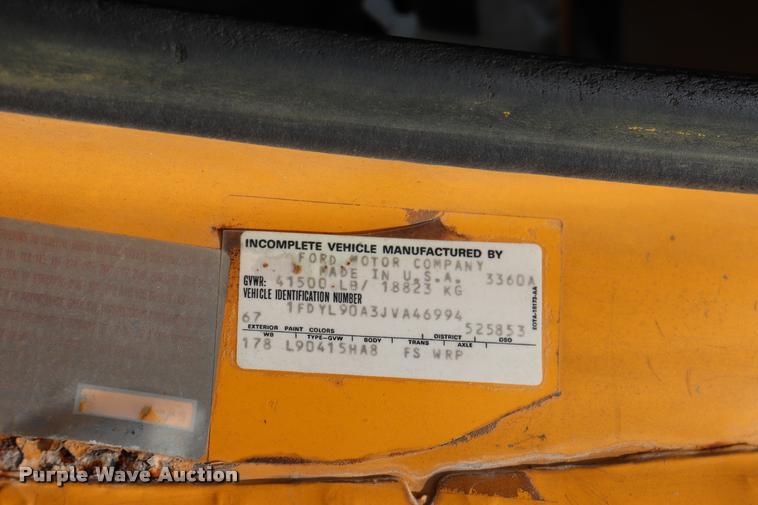 INCOMPLETE VEHICLE MANUFACTURED BY
FORD MOTOR COMPANY
MADE IN U.S.A. 3360A
GVWR: 41500 LB/ 18823 KG
VEHICLE IDENTIFICATION NUMBER
1FDYL90A3JVA46994
67 525853
EXTERIOR PAINT COLORS DISTRICT DSO
WB TYPE-GVW BODY TRANS AXLE
178 L90415HA8 FS WRP
Purple Wave Auction